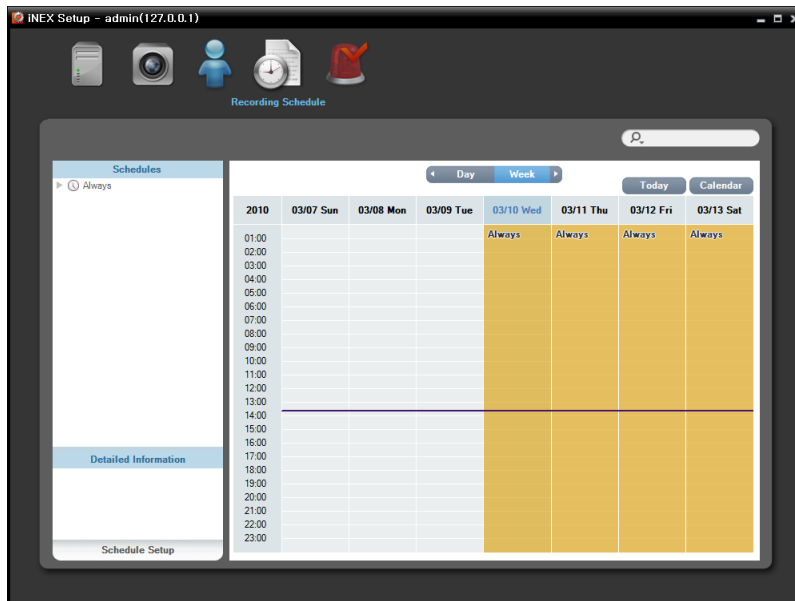 iNEX Setup - admin(127.0.0.1)
Recording Schedule
Schedules
Always
Day Week
Today Calendar
2010 03/07 Sun 03/08 Mon 03/09 Tue 03/10 Wed 03/11 Thu 03/12 Fri 03/13 Sat
Always Always Always Always
01:00
02:00
03:00
04:00
05:00
06:00
07:00
08:00
09:00
10:00
11:00
12:00
13:00
14:00
15:00
16:00
17:00
18:00
19:00
20:00
21:00
22:00
23:00
Detailed Information
Schedule Setup